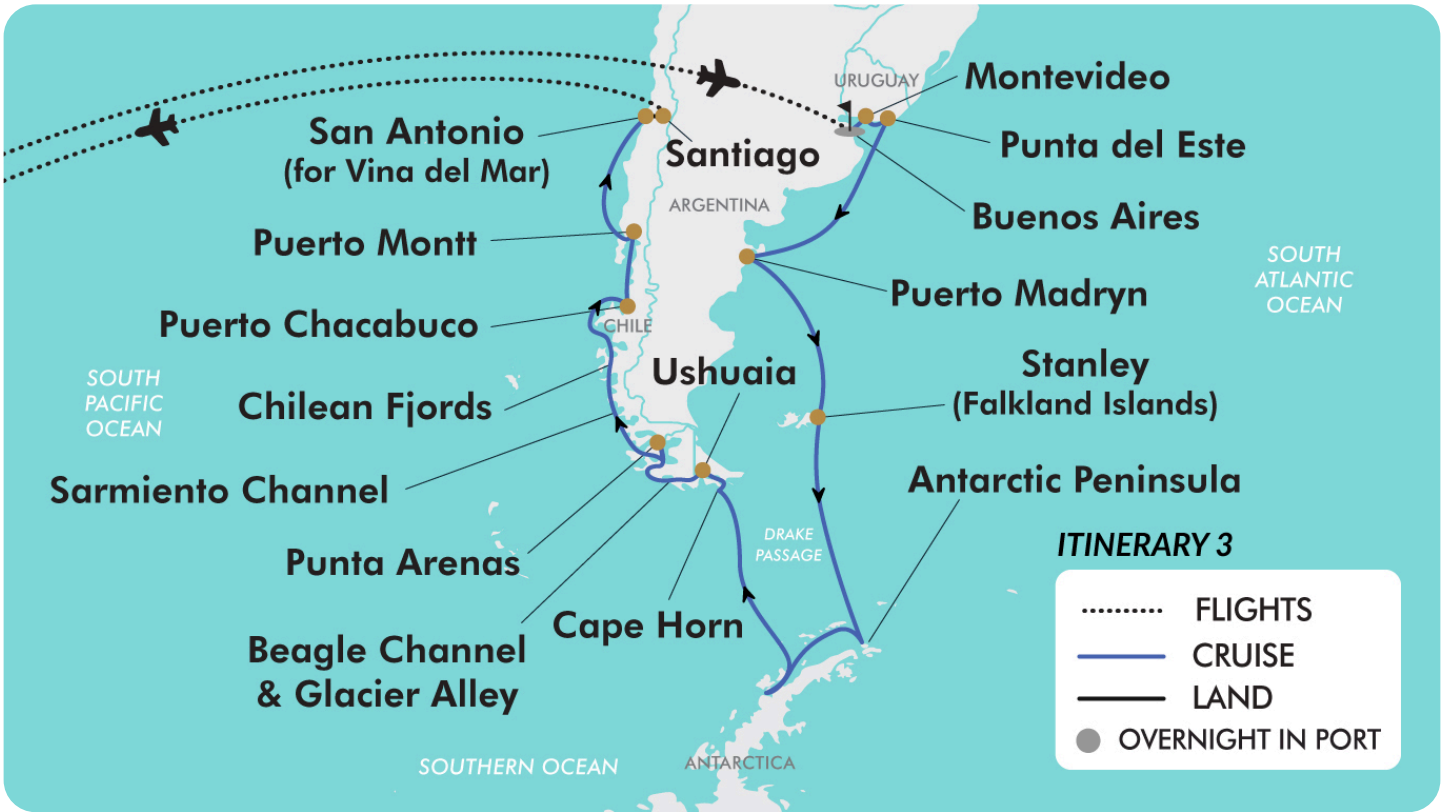 URUGUAY
Montevideo
San Antonio
(for Vina del Mar)
Santiago
Punta del Este
ARGENTINA
Buenos Aires
Puerto Montt
SOUTH
ATLANTIC
OCEAN
Puerto Madryn
Puerto Chacabuco
CHILE
Ushuaia
Stanley
(Falkland Islands)
SOUTH
PACIFIC
OCEAN
Chilean Fjords
Sarmiento Channel
Antarctic Peninsula
DRAKE
PASSAGE
ITINERARY 3
Punta Arenas
Cape Horn
Beagle Channel
& Glacier Alley
FLIGHTS
CRUISE
LAND
OVERNIGHT IN PORT
SOUTHERN OCEAN
ANTARCTICA